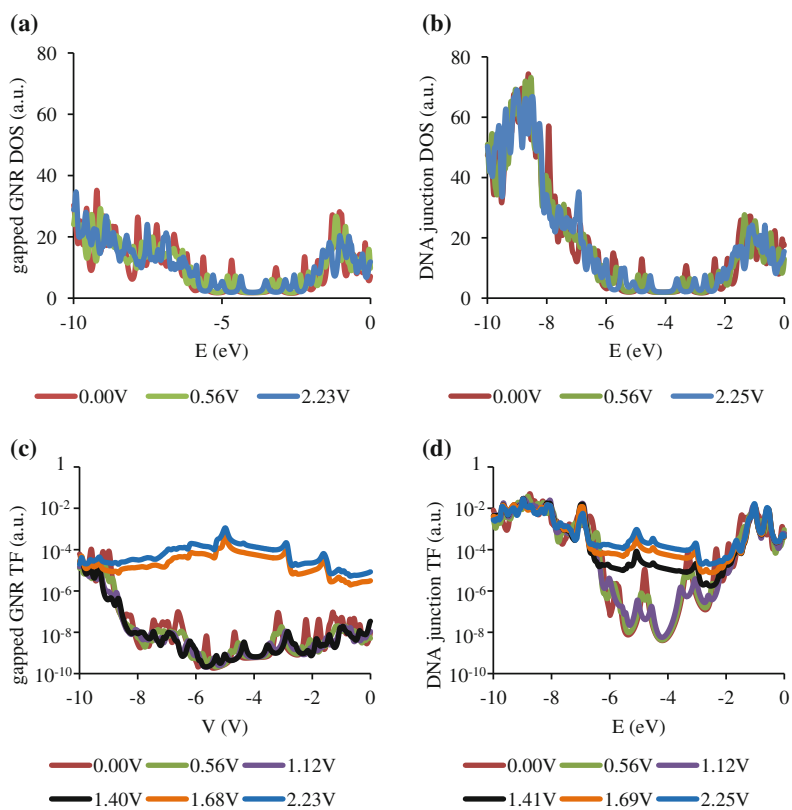 (a)
gapped GNR DOS (a.u.)
80
60
40
20
0
-10
-5
0
E (eV)
0.00V 0.56V 2.23V
(b)
DNA junction DOS (a.u.)
80
60
40
20
0
-10 -8 -6 -4 -2 0
E (eV)
0.00V 0.56V 2.25V
(c)
gapped GNR TF (a.u.)
1
10-2
10-4
10-6
10-8
10-10
-10 -8 -6 -4 -2 0
V (V)
0.00V 0.56V 1.12V
1.40V 1.68V 2.23V
(d)
DNA junction TF (a.u.)
1
10-2
10-4
10-6
10-8
10-10
-10 -8 -6 -4 -2 0
E (eV)
0.00V 0.56V 1.12V
1.41V 1.69V 2.25V